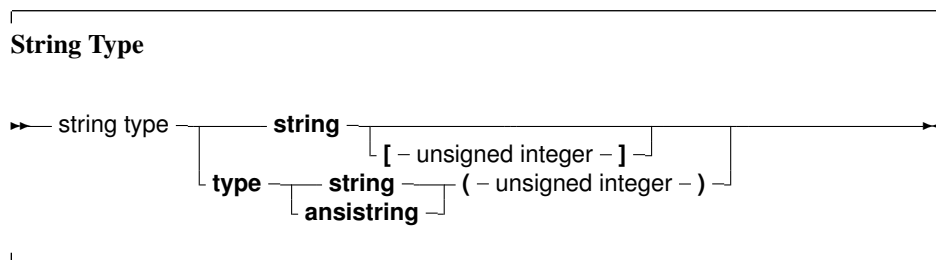 String Type
string type string
[ unsigned integer ]
type string ( unsigned integer )
ansistring